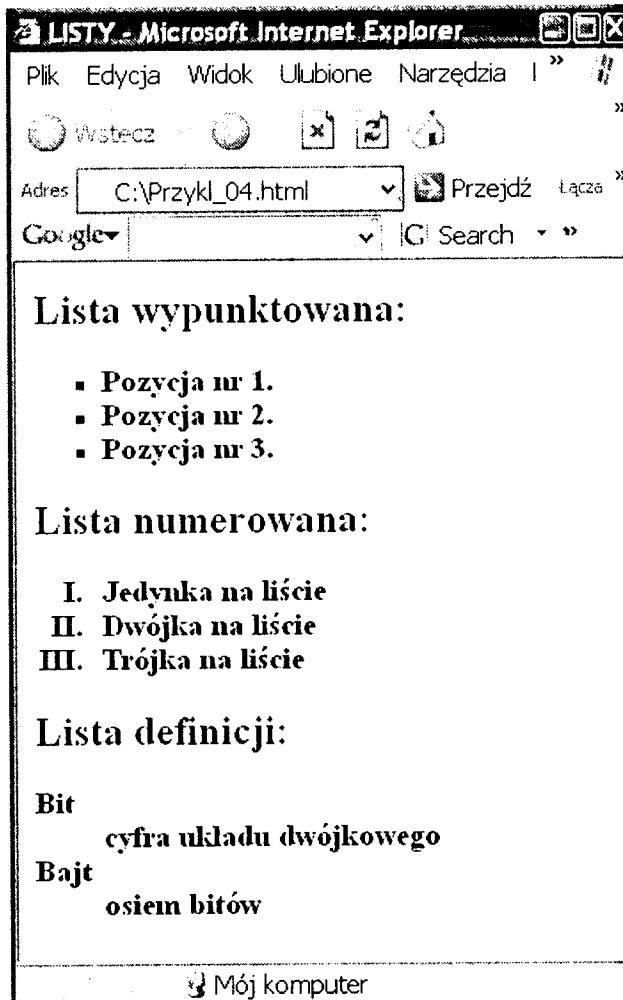 LISTY - Microsoft Internet Explorer
Plik Edycja Widok Ulubione Narzędzia »
Wstecz »
Adres C:\Przykl_04.html Przejdź Łącza »
Google Search »
Lista wypunktowana:
▪ Pozycja nr 1.
▪ Pozycja nr 2.
▪ Pozycja nr 3.
Lista numerowana:
I. Jedynka na liście
II. Dwójka na liście
III. Trójka na liście
Lista definicji:
Bit
cyfra układu dwójkowego
Bajt
osiem bitów
Mój komputer